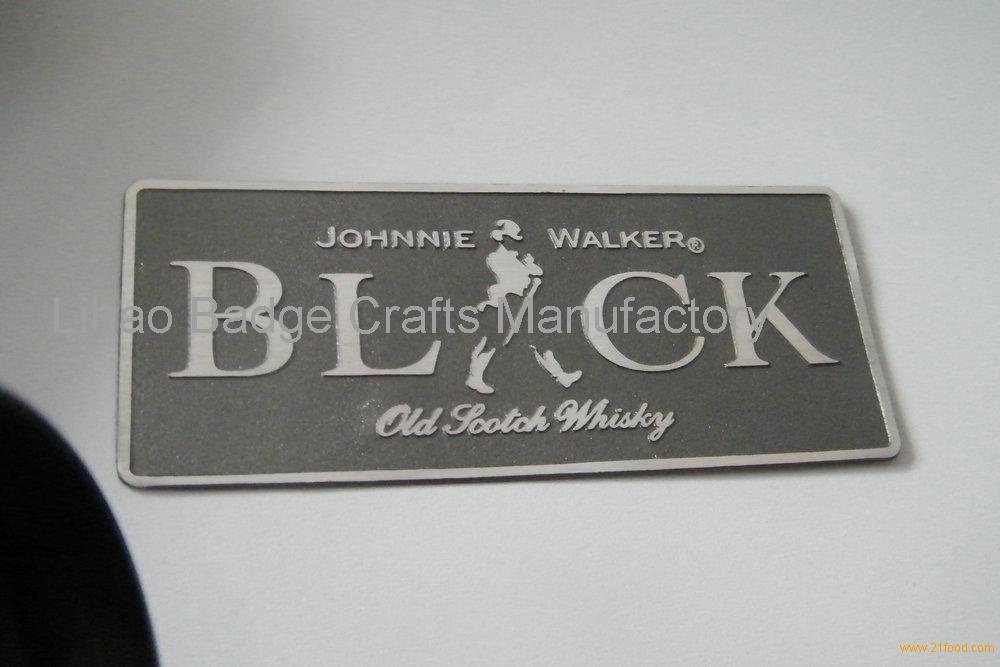 JOHNNIE WALKER®
BLACK
Lihao Badge Crafts Manufactory
Old Scotch Whisky
www.21food.com